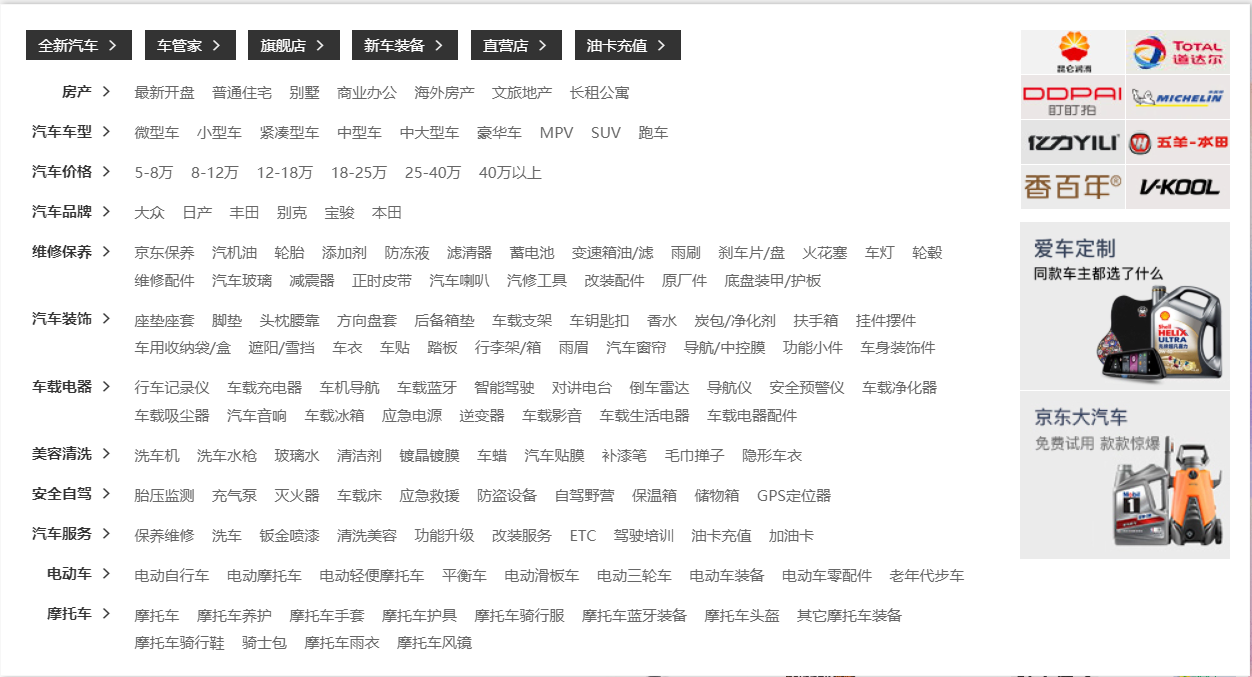 全新汽车 > 车管家 > 旗舰店 > 新车装备 > 直营店 > 油卡充值 >
房产 > 最新开盘 普通住宅 别墅 商业办公 海外房产 文旅地产 长租公寓
汽车车型 > 微型车 小型车 紧凑型车 中型车 中大型车 豪华车 MPV SUV 跑车
汽车价格 > 5-8万 8-12万 12-18万 18-25万 25-40万 40万以上
汽车品牌 > 大众 日产 丰田 别克 宝骏 本田
维修保养 > 京东保养 汽机油 轮胎 添加剂 防冻液 滤清器 蓄电池 变速箱油/滤 雨刷 刹车片/盘 火花塞 车灯 轮毂
维修配件 汽车玻璃 减震器 正时皮带 汽车喇叭 汽修工具 改装配件 原厂件 底盘装甲/护板
汽车装饰 > 座垫座套 脚垫 头枕腰靠 方向盘套 后备箱垫 车载支架 车钥匙扣 香水 炭包/净化剂 扶手箱 挂件摆件
车用收纳袋/盒 遮阳/雪挡 车衣 车贴 踏板 行李架/箱 雨眉 汽车窗帘 导航/中控膜 功能小件 车身装饰件
车载电器 > 行车记录仪 车载充电器 车机导航 车载蓝牙 智能驾驶 对讲电台 倒车雷达 导航仪 安全预警仪 车载净化器
车载吸尘器 汽车音响 车载冰箱 应急电源 逆变器 车载影音 车载生活电器 车载电器配件
美容清洗 > 洗车机 洗车水枪 玻璃水 清洁剂 镀晶镀膜 车蜡 汽车贴膜 补漆笔 毛巾掸子 隐形车衣
安全自驾 > 胎压监测 充气泵 灭火器 车载床 应急救援 防盗设备 自驾野营 保温箱 储物箱 GPS定位器
汽车服务 > 保养维修 洗车 钣金喷漆 清洗美容 功能升级 改装服务 ETC 驾驶培训 油卡充值 加油卡
电动车 > 电动自行车 电动摩托车 电动轻便摩托车 平衡车 电动滑板车 电动三轮车 电动车装备 电动车零配件 老年代步车
摩托车 > 摩托车 摩托车养护 摩托车手套 摩托车护具 摩托车骑行服 摩托车蓝牙装备 摩托车头盔 其它摩托车装备
摩托车骑行鞋 骑士包 摩托车雨衣 摩托车风镜
昆仑润滑
TOTAL
道达尔
DDPAI
盯盯拍
MICHELIN
亿力YILI
五羊-本田
香百年®
V-KOOL
爱车定制
同款车主都选了什么
Shell
HELIX
ULTRA
京东大汽车
免费试用 款款惊爆
Mobil
1